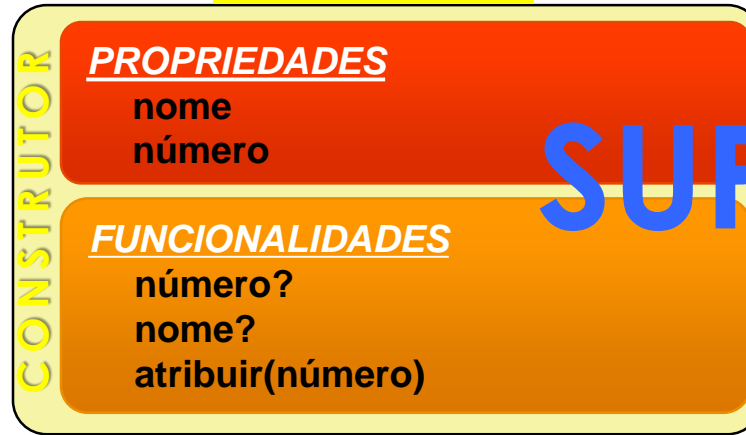 CONSTRUTOR
PROPRIEDADES
nome
número
SUP
FUNCIONALIDADES
número?
nome?
atribuir(número)